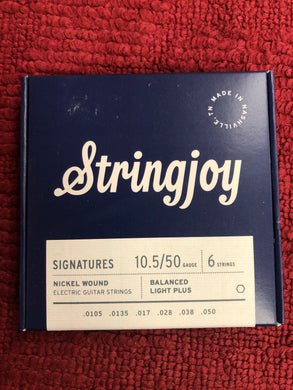 MADE IN NASHVILLE, TN
Stringjoy
SIGNATURES 10.5/50 GAUGE 6 STRINGS
NICKEL WOUND BALANCED
ELECTRIC GUITAR STRINGS LIGHT PLUS
.0105 .0135 .017 .028 .038 .050